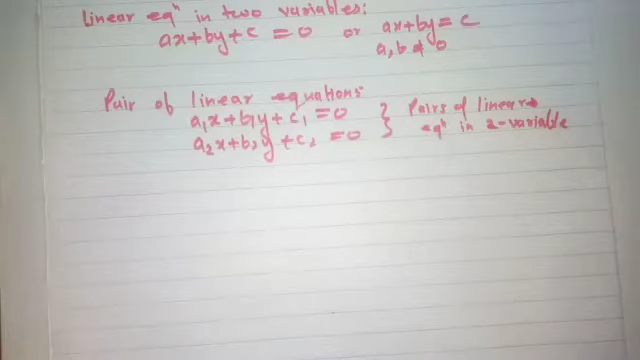 Linear eqⁿ in two variables:
ax+by+c=0 or ax+by=c
a,b≠0
Pair of linear equations
a₁x+b₁y+c₁=0 } Pairs of linear
a₂x+b₂y+c₂=0 eqⁿ in 2-variable